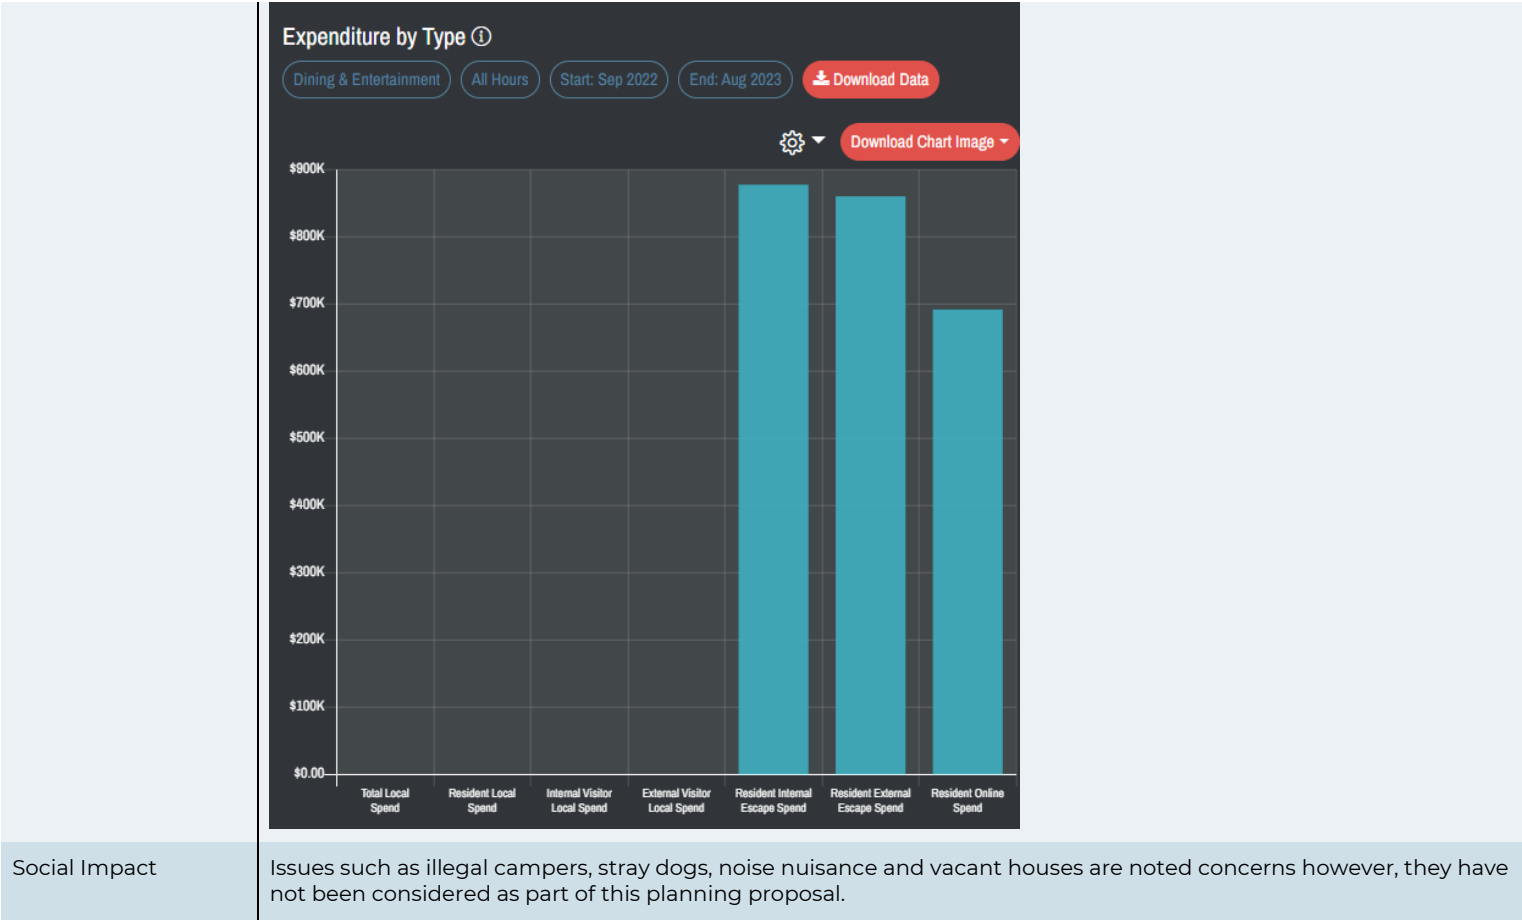 Expenditure by Type
Dining & Entertainment
All Hours
Start: Sep 2022
End: Aug 2023
Download Data
Download Chart Image
$900K
$800K
$700K
$600K
$500K
$400K
$300K
$200K
$100K
$0.00
Total Local
Spend
Resident Local
Spend
Internal Visitor
Local Spend
External Visitor
Local Spend
Resident Internal
Escape Spend
Resident External
Escape Spend
Resident Online
Spend
Social Impact
Issues such as illegal campers, stray dogs, noise nuisance and vacant houses are noted concerns however, they have
not been considered as part of this planning proposal.